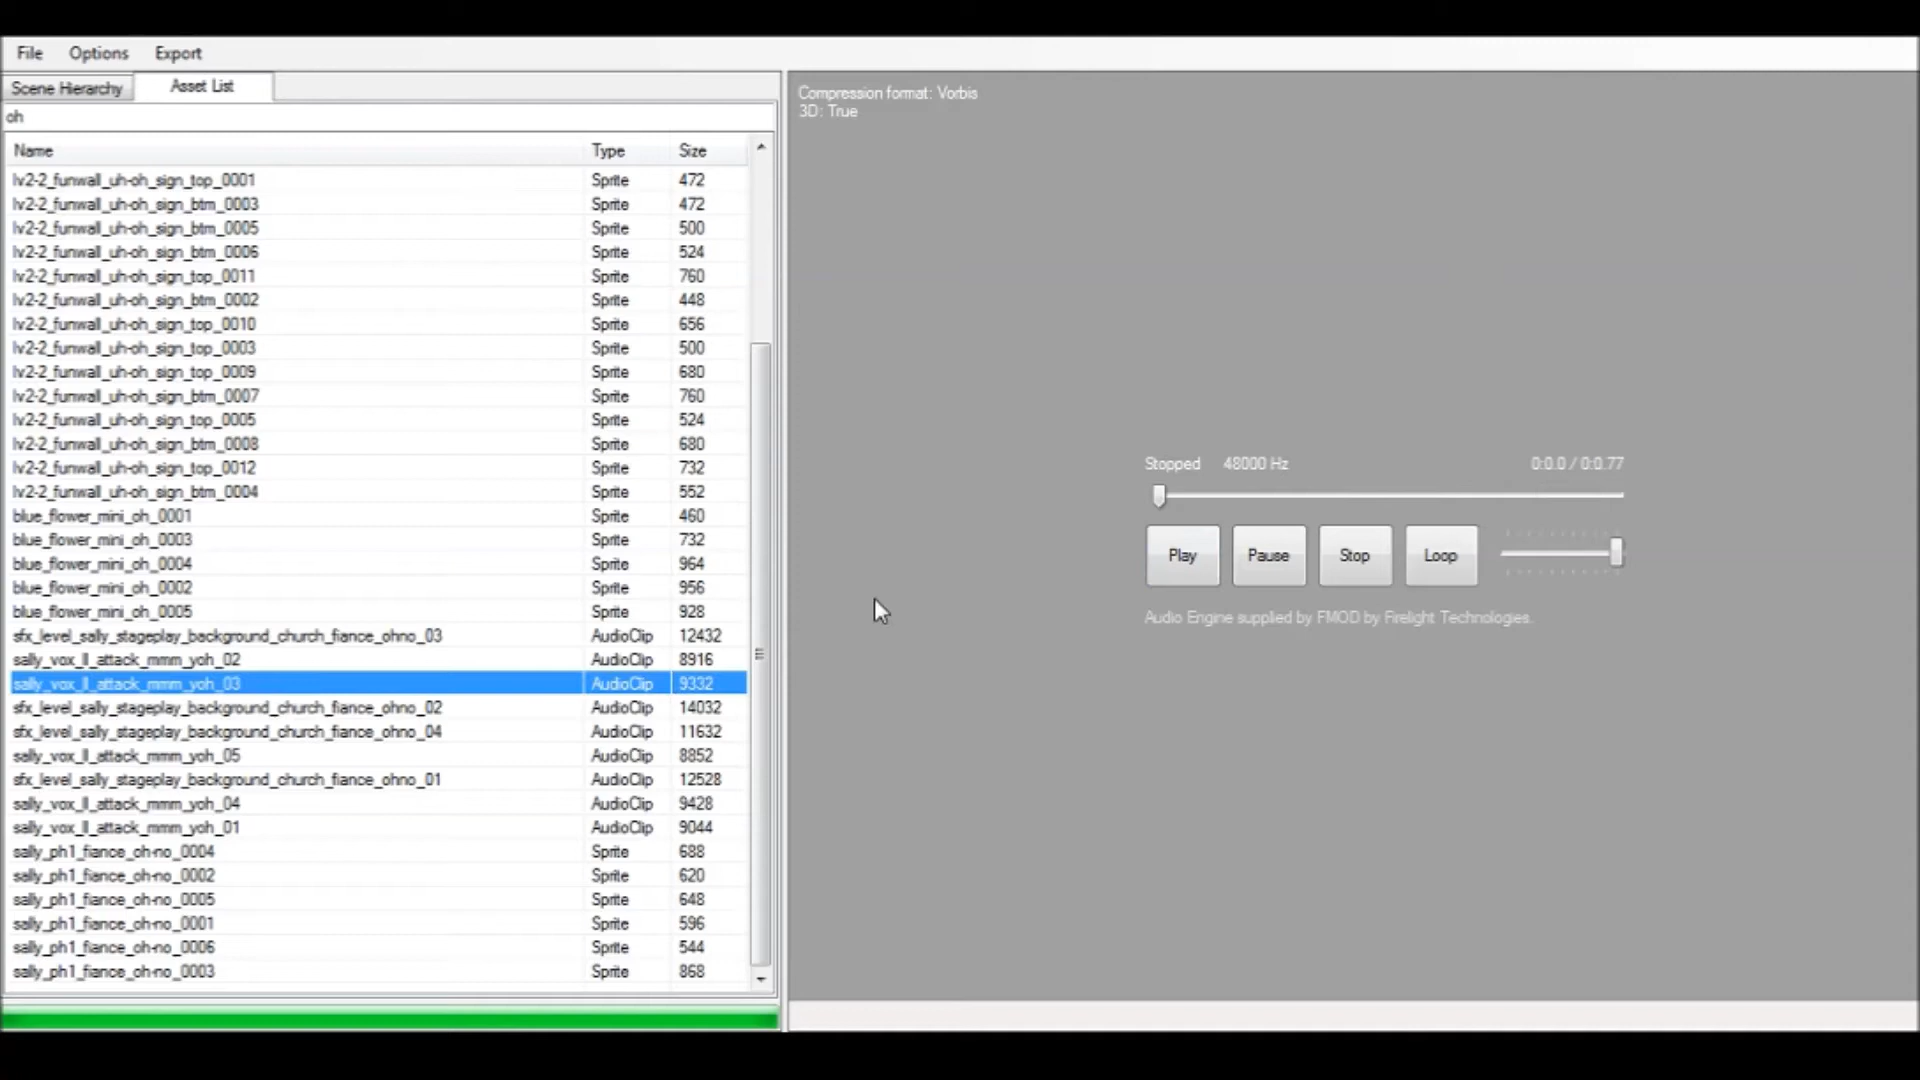 File Options Export
Scene Hierarchy Asset List
oh
Name Type Size
lv2-2_funwall_uh-oh_sign_top_0001 Sprite 472
lv2-2_funwall_uh-oh_sign_btm_0003 Sprite 472
lv2-2_funwall_uh-oh_sign_btm_0005 Sprite 500
lv2-2_funwall_uh-oh_sign_btm_0006 Sprite 524
lv2-2_funwall_uh-oh_sign_top_0011 Sprite 760
lv2-2_funwall_uh-oh_sign_btm_0002 Sprite 448
lv2-2_funwall_uh-oh_sign_top_0010 Sprite 656
lv2-2_funwall_uh-oh_sign_top_0003 Sprite 500
lv2-2_funwall_uh-oh_sign_top_0009 Sprite 680
lv2-2_funwall_uh-oh_sign_btm_0007 Sprite 760
lv2-2_funwall_uh-oh_sign_top_0005 Sprite 524
lv2-2_funwall_uh-oh_sign_btm_0008 Sprite 680
lv2-2_funwall_uh-oh_sign_top_0012 Sprite 732
lv2-2_funwall_uh-oh_sign_btm_0004 Sprite 552
blue_flower_mini_oh_0001 Sprite 460
blue_flower_mini_oh_0003 Sprite 732
blue_flower_mini_oh_0004 Sprite 964
blue_flower_mini_oh_0002 Sprite 956
blue_flower_mini_oh_0005 Sprite 928
sfx_level_sally_stageplay_background_church_fiance_ohno_03 AudioClip 12432
sally_vox_ll_attack_mmm_yoh_02 AudioClip 8916
sally_vox_ll_attack_mmm_yoh_03 AudioClip 9332
sfx_level_sally_stageplay_background_church_fiance_ohno_02 AudioClip 14032
sfx_level_sally_stageplay_background_church_fiance_ohno_04 AudioClip 11632
sally_vox_ll_attack_mmm_yoh_05 AudioClip 8852
sfx_level_sally_stageplay_background_church_fiance_ohno_01 AudioClip 12528
sally_vox_ll_attack_mmm_yoh_04 AudioClip 9428
sally_vox_ll_attack_mmm_yoh_01 AudioClip 9044
sally_ph1_fiance_oh-no_0004 Sprite 688
sally_ph1_fiance_oh-no_0002 Sprite 620
sally_ph1_fiance_oh-no_0005 Sprite 648
sally_ph1_fiance_oh-no_0001 Sprite 596
sally_ph1_fiance_oh-no_0006 Sprite 544
sally_ph1_fiance_oh-no_0003 Sprite 868
Compression format: Vorbis
3D: True
Stopped 48000 Hz 0:0.0 / 0:0.77
Play Pause Stop Loop
Audio Engine supplied by FMOD by Firelight Technologies.